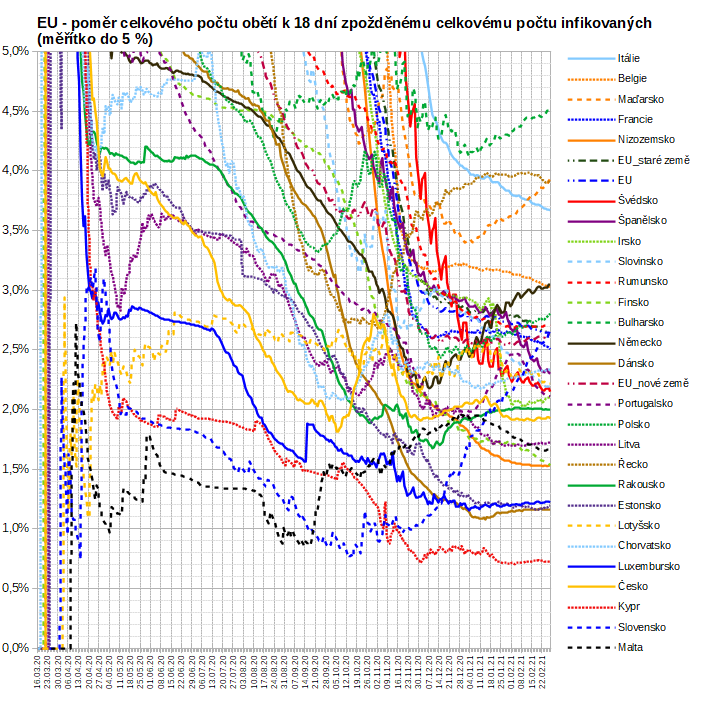 EU - poměr celkového počtu obětí k 18 dní zpožděnému celkovému počtu infikovaných
(měřítko do 5 %)
5,0%
4,5%
4,0%
3,5%
3,0%
2,5%
2,0%
1,5%
1,0%
0,5%
0,0%
Itálie
Belgie
Maďarsko
Francie
Nizozemsko
EU_staré země
EU
Švédsko
Španělsko
Irsko
Slovinsko
Rumunsko
Finsko
Bulharsko
Německo
Dánsko
EU_nové země
Portugalsko
Polsko
Litva
Řecko
Rakousko
Estonsko
Lotyšsko
Chorvatsko
Luxembursko
Česko
Kypr
Slovensko
Malta
16.03.20
23.03.20
30.03.20
06.04.20
13.04.20
20.04.20
27.04.20
04.05.20
11.05.20
18.05.20
25.05.20
01.06.20
08.06.20
15.06.20
22.06.20
29.06.20
06.07.20
13.07.20
20.07.20
27.07.20
03.08.20
10.08.20
17.08.20
24.08.20
31.08.20
07.09.20
14.09.20
21.09.20
28.09.20
05.10.20
12.10.20
19.10.20
26.10.20
02.11.20
09.11.20
16.11.20
23.11.20
30.11.20
07.12.20
14.12.20
21.12.20
28.12.20
04.01.21
11.01.21
18.01.21
25.01.21
01.02.21
08.02.21
15.02.21
22.02.21